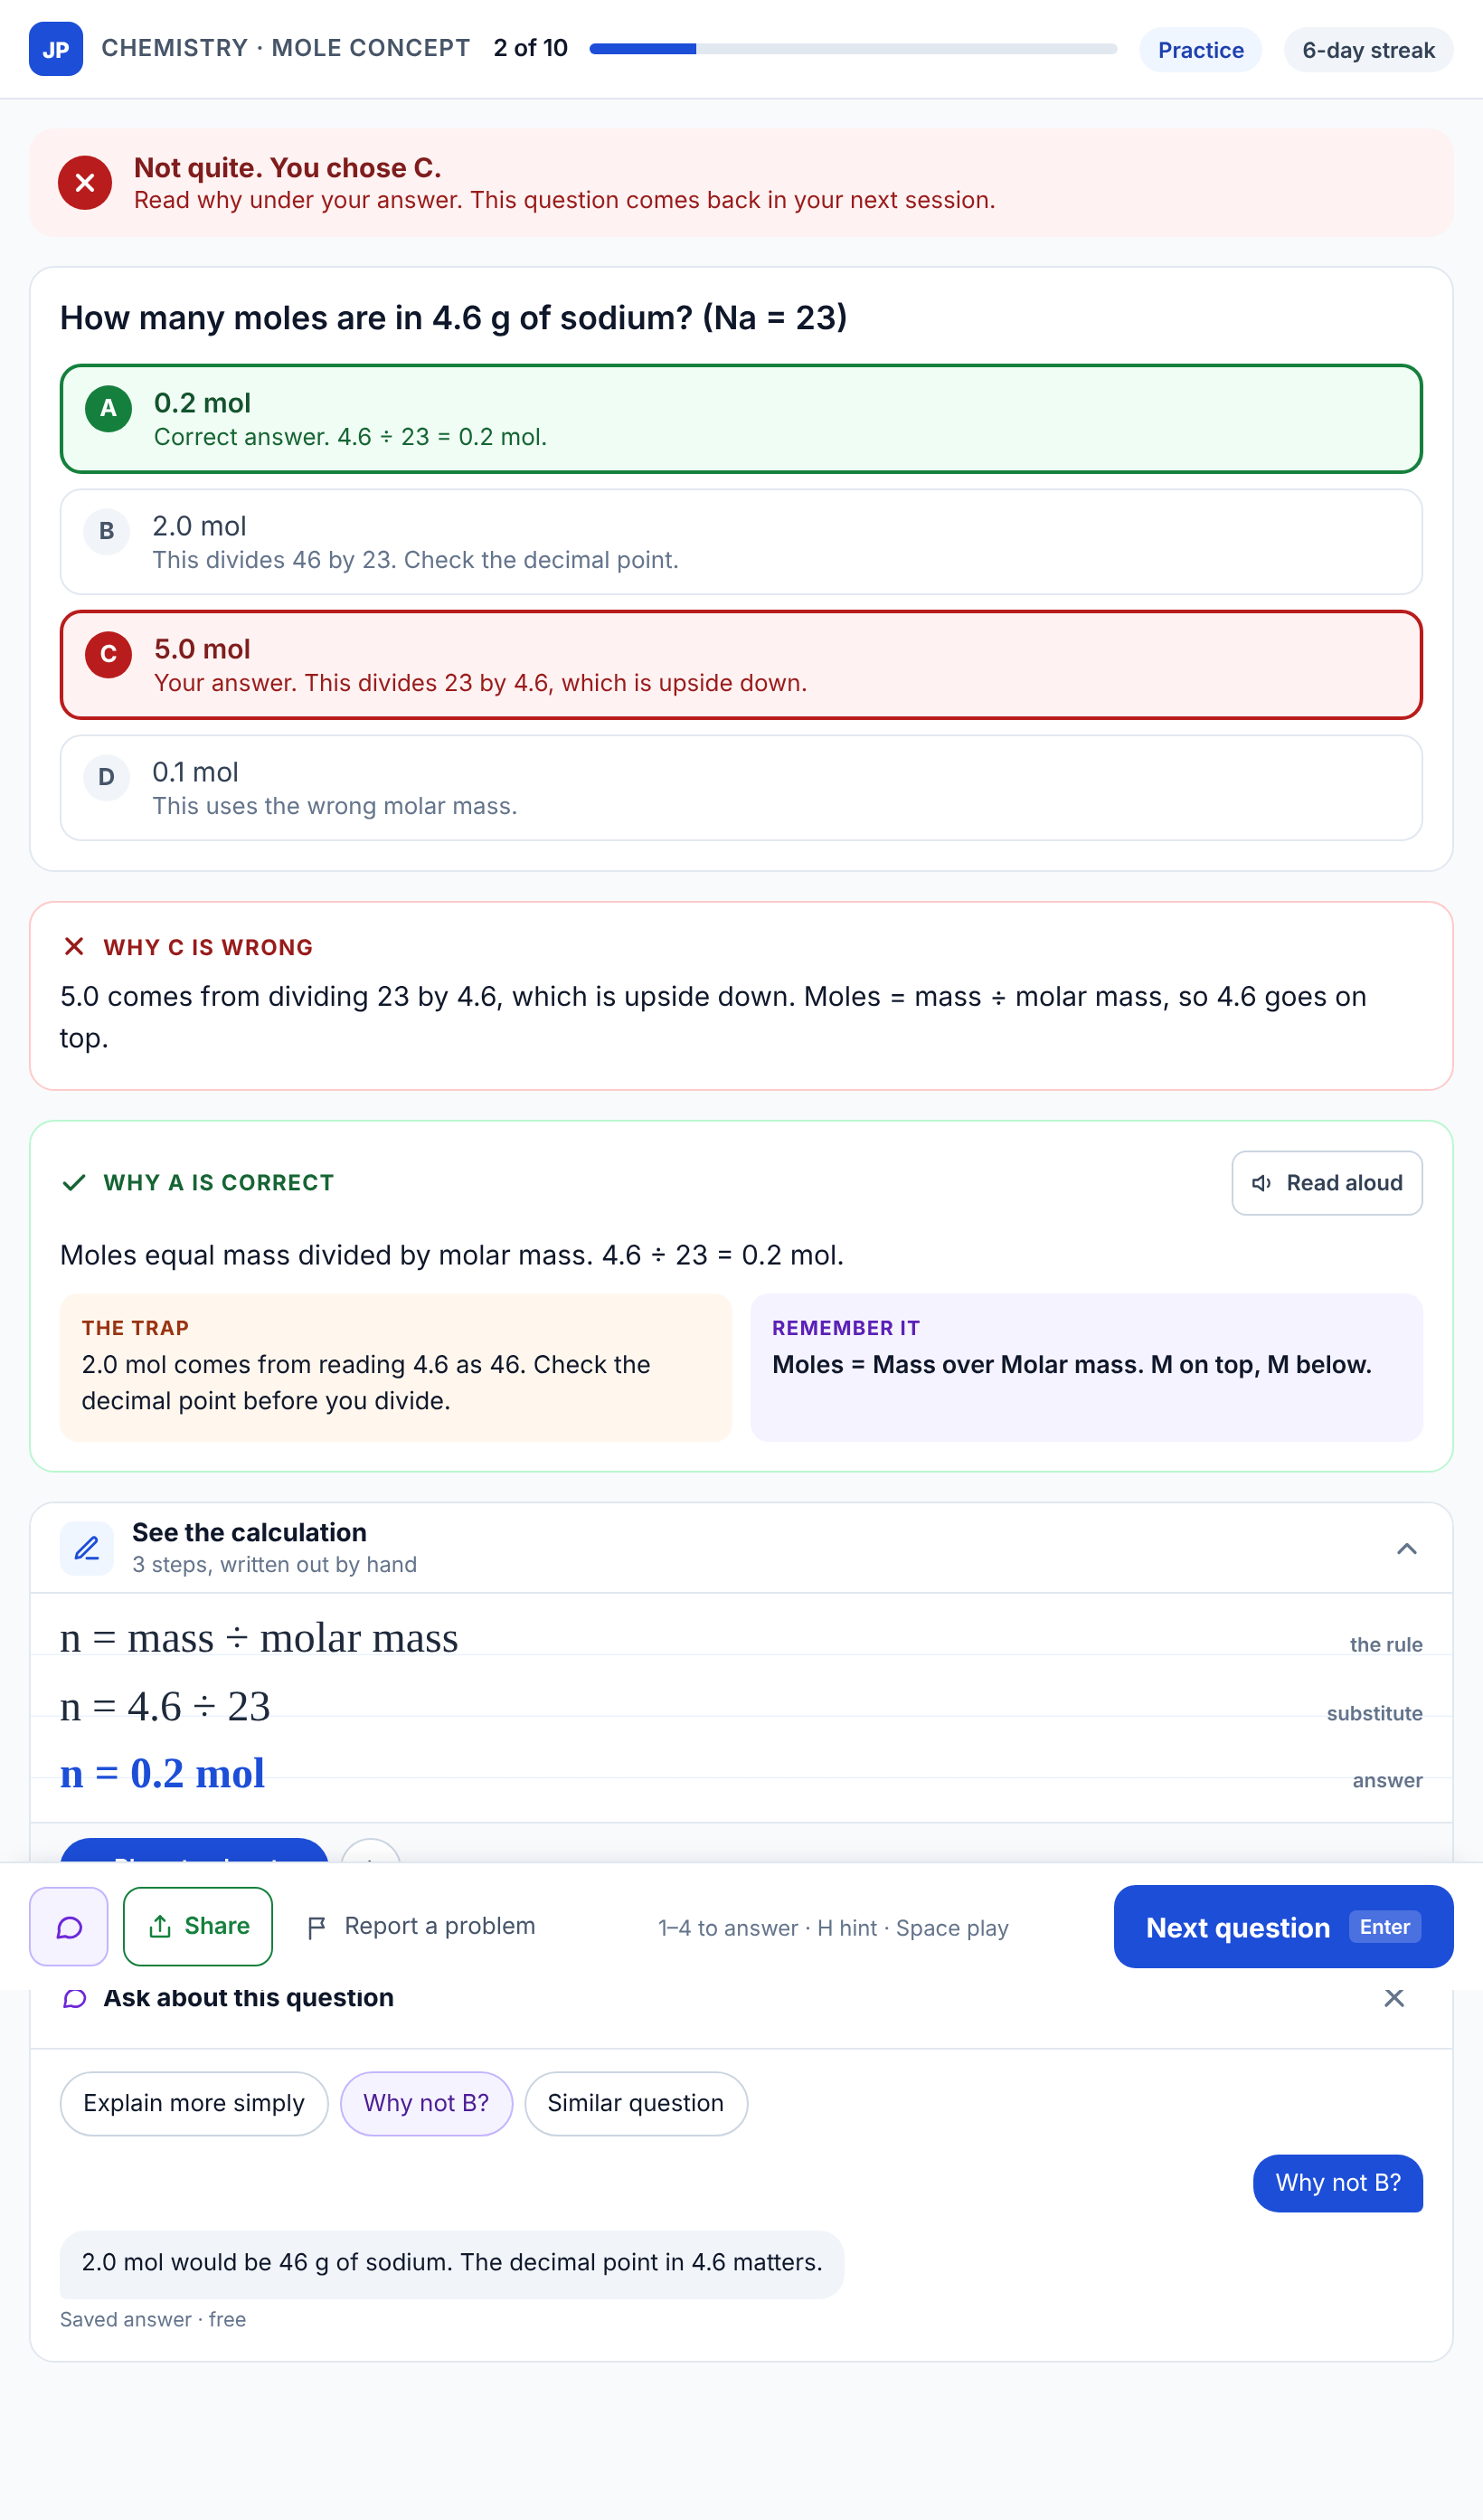 JP CHEMISTRY · MOLE CONCEPT 2 of 10 Practice 6-day streak
Not quite. You chose C.
Read why under your answer. This question comes back in your next session.
How many moles are in 4.6 g of sodium? (Na = 23)
A 0.2 mol
Correct answer. 4.6 ÷ 23 = 0.2 mol.
B 2.0 mol
This divides 46 by 23. Check the decimal point.
C 5.0 mol
Your answer. This divides 23 by 4.6, which is upside down.
D 0.1 mol
This uses the wrong molar mass.
WHY C IS WRONG
5.0 comes from dividing 23 by 4.6, which is upside down. Moles = mass ÷ molar mass, so 4.6 goes on
top.
WHY A IS CORRECT Read aloud
Moles equal mass divided by molar mass. 4.6 ÷ 23 = 0.2 mol.
THE TRAP
2.0 mol comes from reading 4.6 as 46. Check the
decimal point before you divide.
REMEMBER IT
Moles = Mass over Molar mass. M on top, M below.
See the calculation
3 steps, written out by hand
n = mass ÷ molar mass the rule
n = 4.6 ÷ 23 substitute
n = 0.2 mol answer
Share Report a problem 1–4 to answer · H hint · Space play Next question Enter
Ask about this question
Explain more simply Why not B? Similar question
Why not B?
2.0 mol would be 46 g of sodium. The decimal point in 4.6 matters.
Saved answer · free